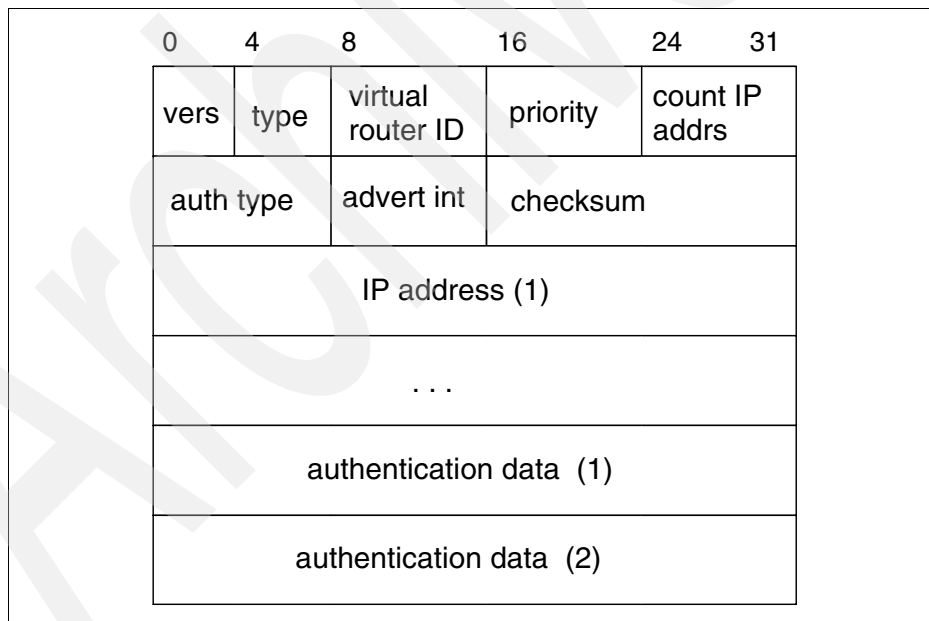 0 4 8 16 24 31
vers type virtual router ID priority count IP addrs
auth type advert int checksum
IP address (1)
. . .
authentication data (1)
authentication data (2)
Archive